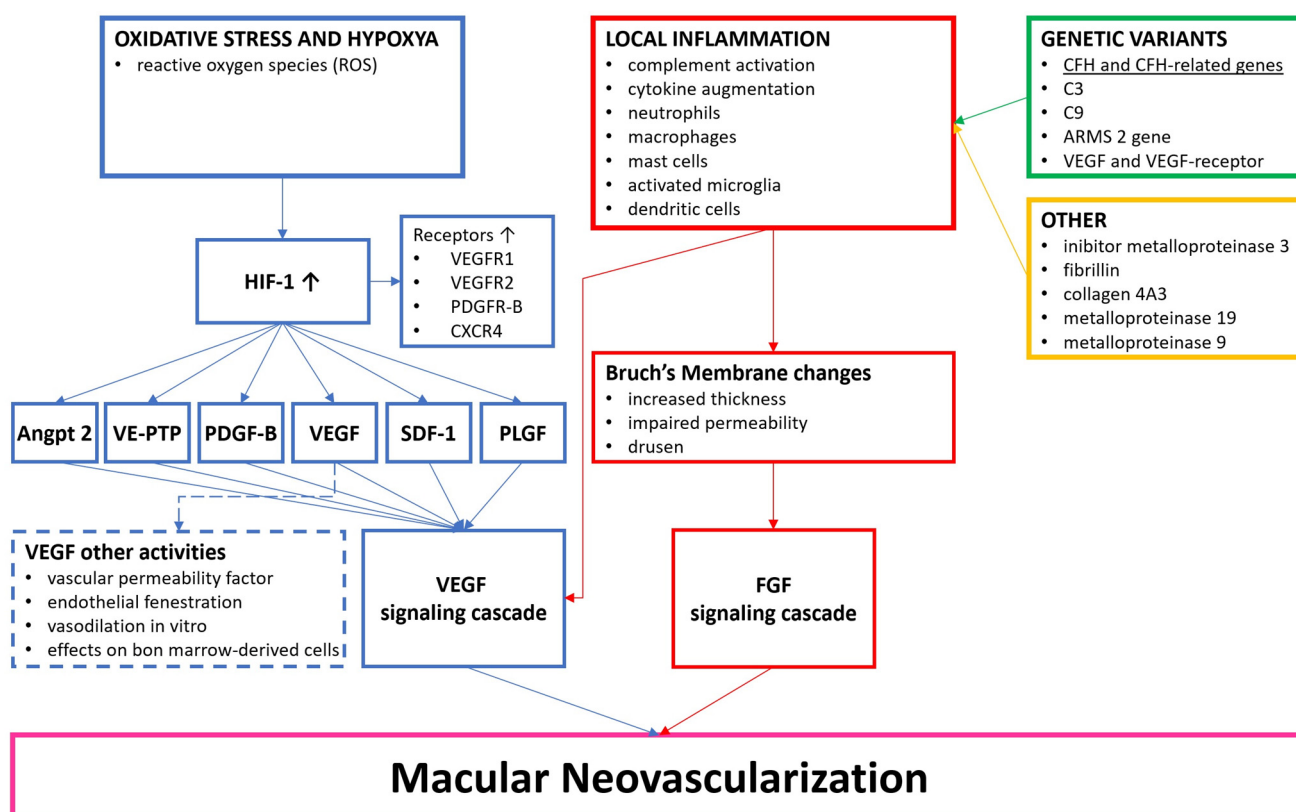 OXIDATIVE STRESS AND HYPOXYA
• reactive oxygen species (ROS)
LOCAL INFLAMMATION
• complement activation
• cytokine augmentation
• neutrophils
• macrophages
• mast cells
• activated microglia
• dendritic cells
GENETIC VARIANTS
• CFH and CFH-related genes
• C3
• C9
• ARMS 2 gene
• VEGF and VEGF-receptor
OTHER
• inibitor metalloproteinase 3
• fibrillin
• collagen 4A3
• metalloproteinase 19
• metalloproteinase 9
HIF-1 ↑
Receptors ↑
• VEGFR1
• VEGFR2
• PDGFR-B
• CXCR4
Bruch’s Membrane changes
• increased thickness
• impaired permeability
• drusen
Angpt 2
VE-PTP
PDGF-B
VEGF
SDF-1
PLGF
VEGF other activities
• vascular permeability factor
• endothelial fenestration
• vasodilation in vitro
• effects on bon marrow-derived cells
VEGF
signaling cascade
FGF
signaling cascade
Macular Neovascularization